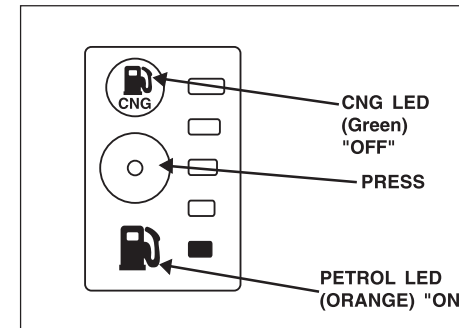 CNG
CNG LED
(Green)
"OFF"
PRESS
PETROL LED
(ORANGE) "ON